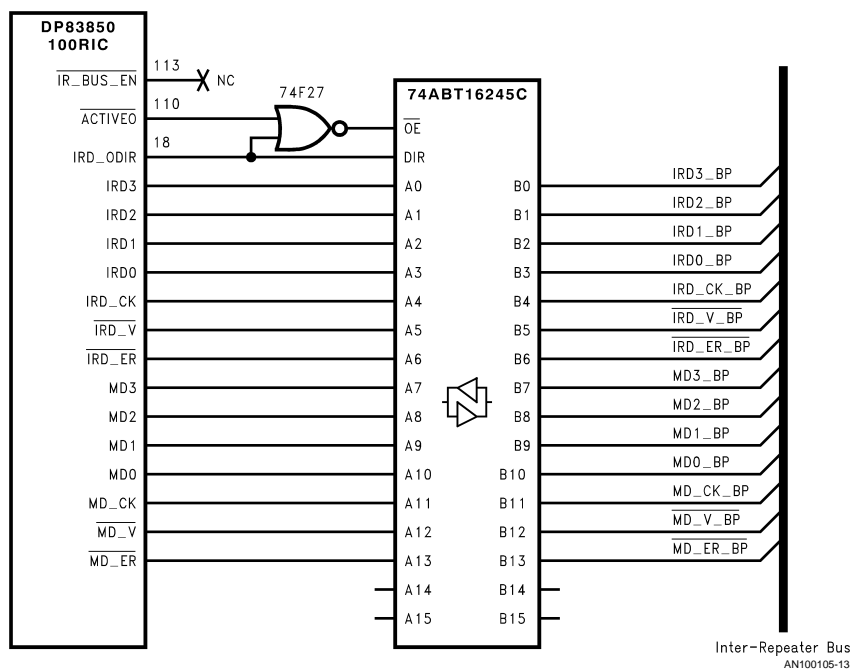 DP83850
100RIC
IR_BUS_EN
113
NC
ACTIVEO
110
74F27
IRD_ODIR
18
IRD3
IRD2
IRD1
IRD0
IRD_CK
IRD_V
IRD_ER
MD3
MD2
MD1
MD0
MD_CK
MD_V
MD_ER
74ABT16245C
OE
DIR
A0
A1
A2
A3
A4
A5
A6
A7
A8
A9
A10
A11
A12
A13
A14
A15
B0
B1
B2
B3
B4
B5
B6
B7
B8
B9
B10
B11
B12
B13
B14
B15
IRD3_BP
IRD2_BP
IRD1_BP
IRD0_BP
IRD_CK_BP
IRD_V_BP
IRD_ER_BP
MD3_BP
MD2_BP
MD1_BP
MD0_BP
MD_CK_BP
MD_V_BP
MD_ER_BP
Inter-Repeater Bus
AN100105-13